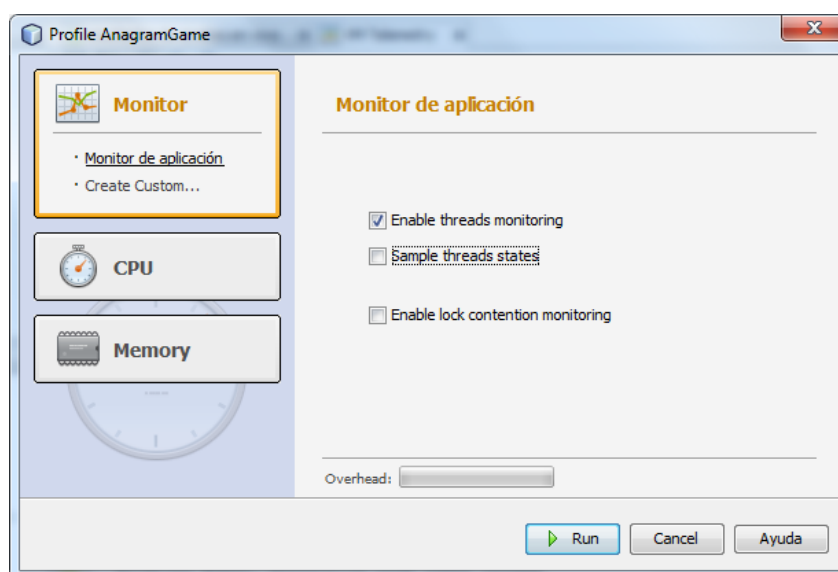 Profile AnagramGame
Monitor
Monitor de aplicación
Create Custom...
CPU
Memory
Monitor de aplicación
Enable threads monitoring
Sample threads states
Enable lock contention monitoring
Overhead:
Run
Cancel
Ayuda